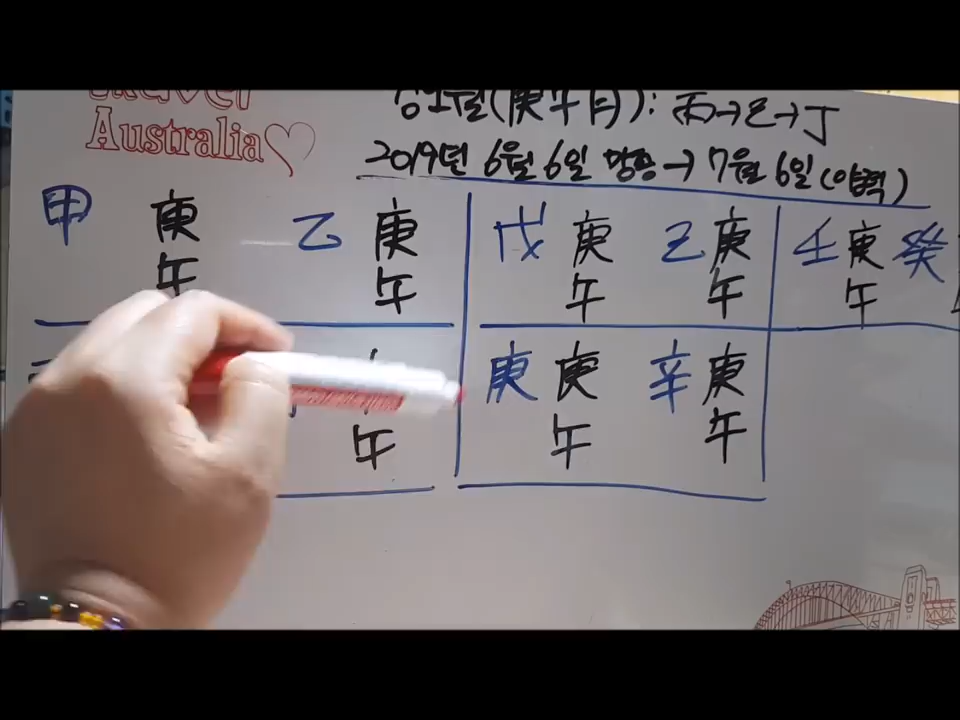 Travel
Australia
경오월(庚午月): 丙→己→丁
2019년 6월 6일 망종→7월 6일(양력)
甲 庚 乙 庚 戊 庚 己 庚 壬 庚 癸
午 午 午 午 午
庚 庚 辛 庚
午 午 午